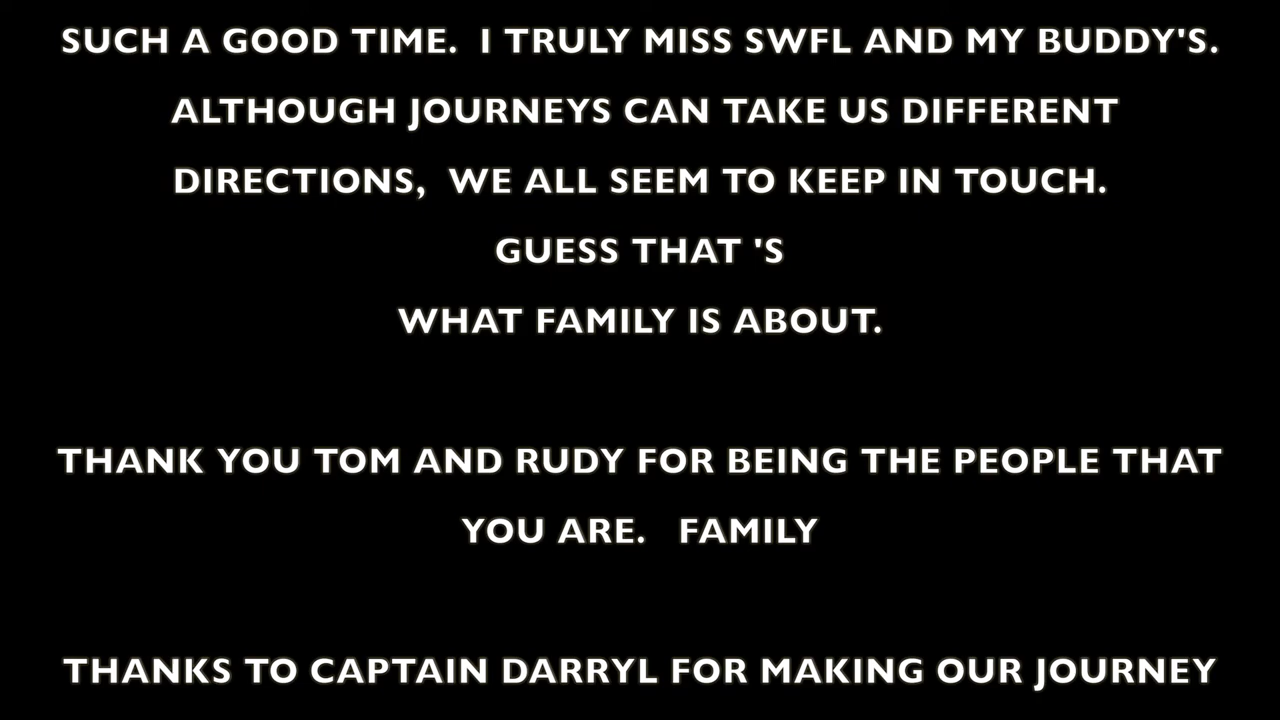 SUCH A GOOD TIME.  I TRULY MISS SWFL AND MY BUDDY'S.
ALTHOUGH JOURNEYS CAN TAKE US DIFFERENT
DIRECTIONS,  WE ALL SEEM TO KEEP IN TOUCH.
GUESS THAT 'S
WHAT FAMILY IS ABOUT.
THANK YOU TOM AND RUDY FOR BEING THE PEOPLE THAT
YOU ARE.   FAMILY
THANKS TO CAPTAIN DARRYL FOR MAKING OUR JOURNEY